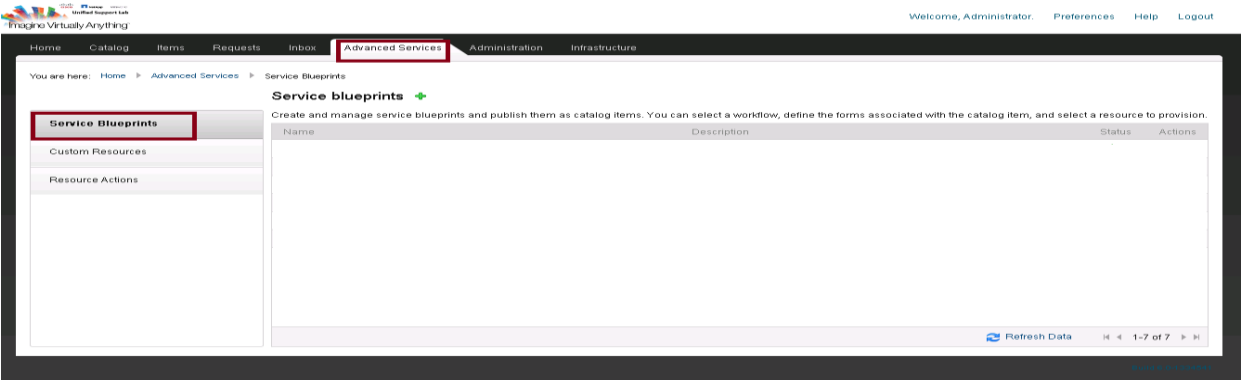 Unified Support Lab
Imagine Virtually Anything
Welcome, Administrator. Preferences Help Logout
Home Catalog Items Requests Inbox Advanced Services Administration Infrastructure
You are here: Home Advanced Services Service Blueprints
Service blueprints
Create and manage service blueprints and publish them as catalog items. You can select a workflow, define the forms associated with the catalog item, and select a resource to provision.
Service Blueprints
Custom Resources
Resource Actions
Name Description Status Actions
Refresh Data 1-7 of 7